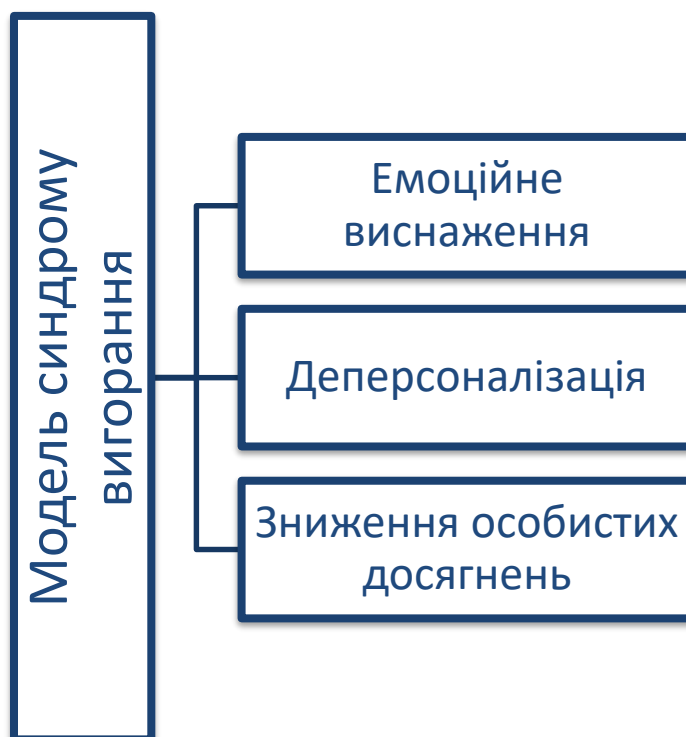 Модель синдрому
вигорання
Емоційне
виснаження
Деперсоналізація
Зниження особистих
досягнень